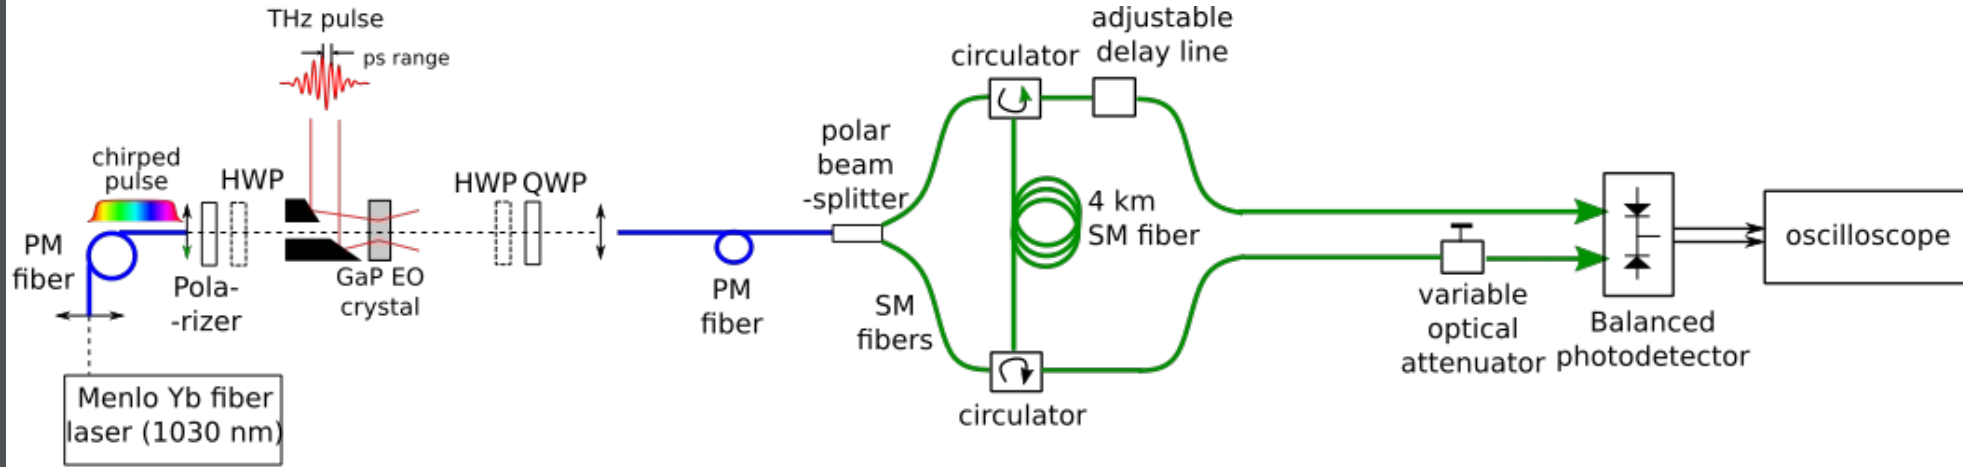 THz pulse
ps range
chirped
pulse
HWP
PM
fiber
Pola-
-rizer
GaP EO
crystal
Menlo Yb fiber
laser (1030 nm)
HWP QWP
PM
fiber
polar
beam
-splitter
SM
fibers
circulator
adjustable
delay line
4 km
SM fiber
circulator
variable
optical
attenuator
Balanced
photodetector
oscilloscope